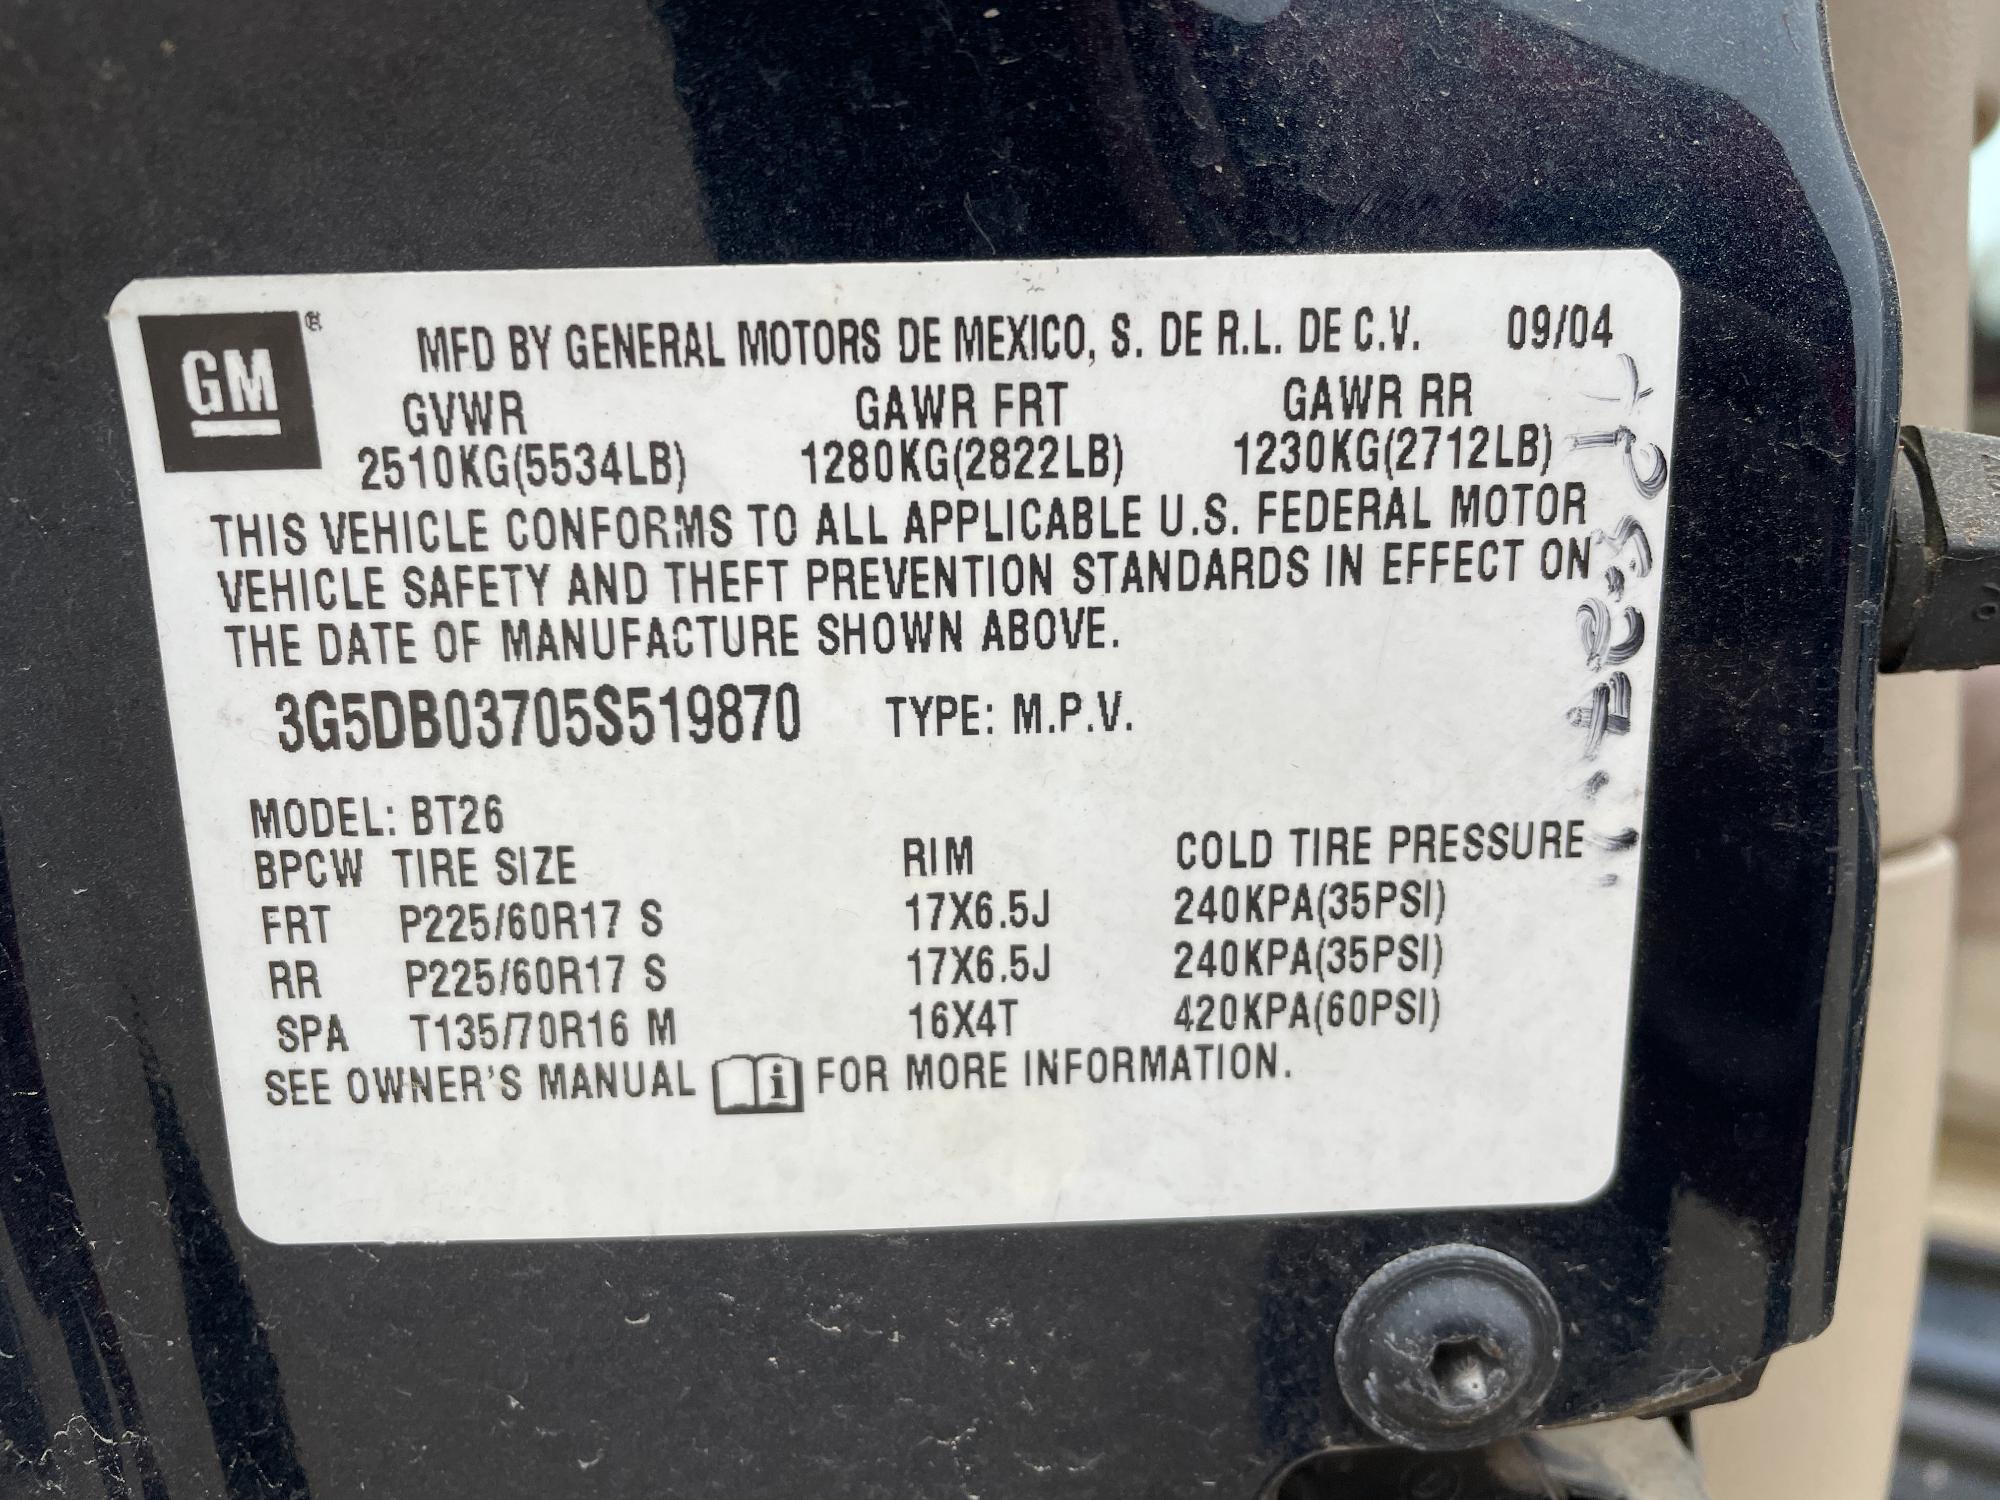 GM ®
MFD BY GENERAL MOTORS DE MEXICO, S. DE R.L. DE C.V. 09/04
GVWR GAWR FRT GAWR RR
2510KG(5534LB) 1280KG(2822LB) 1230KG(2712LB)
THIS VEHICLE CONFORMS TO ALL APPLICABLE U.S. FEDERAL MOTOR
VEHICLE SAFETY AND THEFT PREVENTION STANDARDS IN EFFECT ON
THE DATE OF MANUFACTURE SHOWN ABOVE.
3G5DB03705S519870 TYPE: M.P.V.
MODEL: BT26
BPCW TIRE SIZE RIM COLD TIRE PRESSURE
FRT P225/60R17 S 17X6.5J 240KPA(35PSI)
RR P225/60R17 S 17X6.5J 240KPA(35PSI)
SPA T135/70R16 M 16X4T 420KPA(60PSI)
SEE OWNER'S MANUAL i FOR MORE INFORMATION.